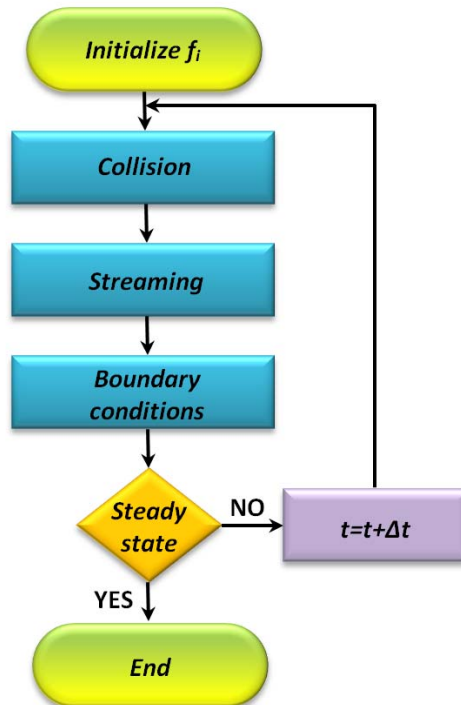 Initialize fᵢ
Collision
Streaming
Boundary
conditions
Steady
state
NO
t=t+Δt
YES
End